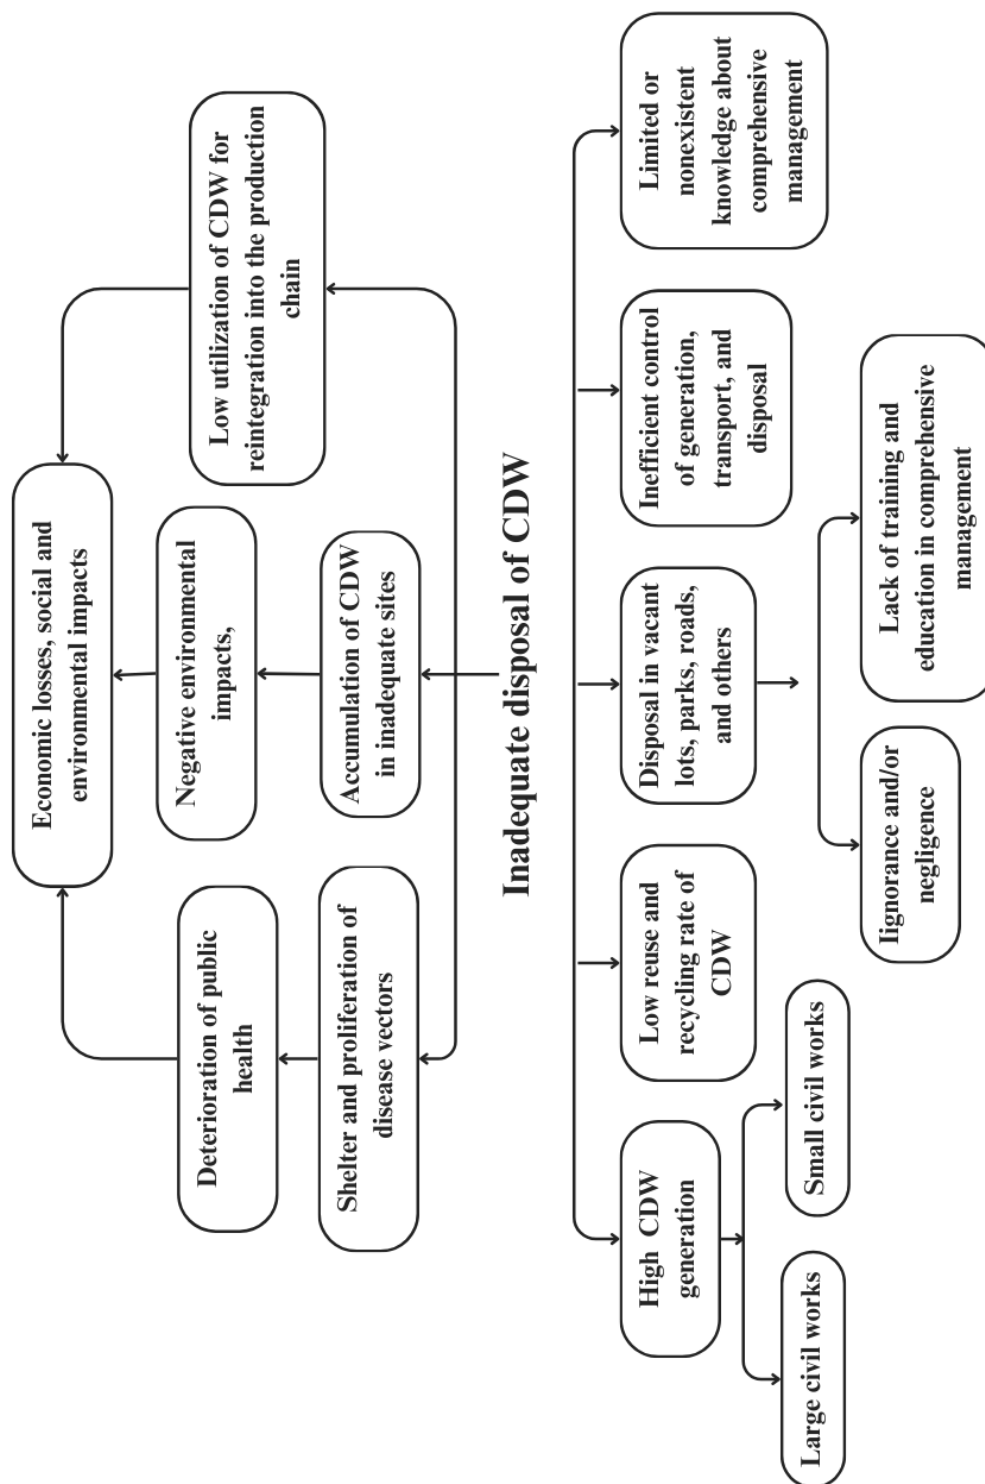 Economic losses, social and
environmental impacts
Deterioration of public
health
Negative environmental
impacts,
Low utilization of CDW for
reintegration into the production
chain
Shelter and proliferation of
disease vectors
Accumulation of CDW
in inadequate sites
Inadequate disposal of CDW
High CDW
generation
Low reuse and
recycling rate of
CDW
Disposal in vacant
lots, parks, roads,
and others
Inefficient control
of generation,
transport, and
disposal
Limited or
nonexistent
knowledge about
comprehensive
management
Large civil works
Small civil works
Iignorance and/or
negligence
Lack of training and
education in comprehensive
management